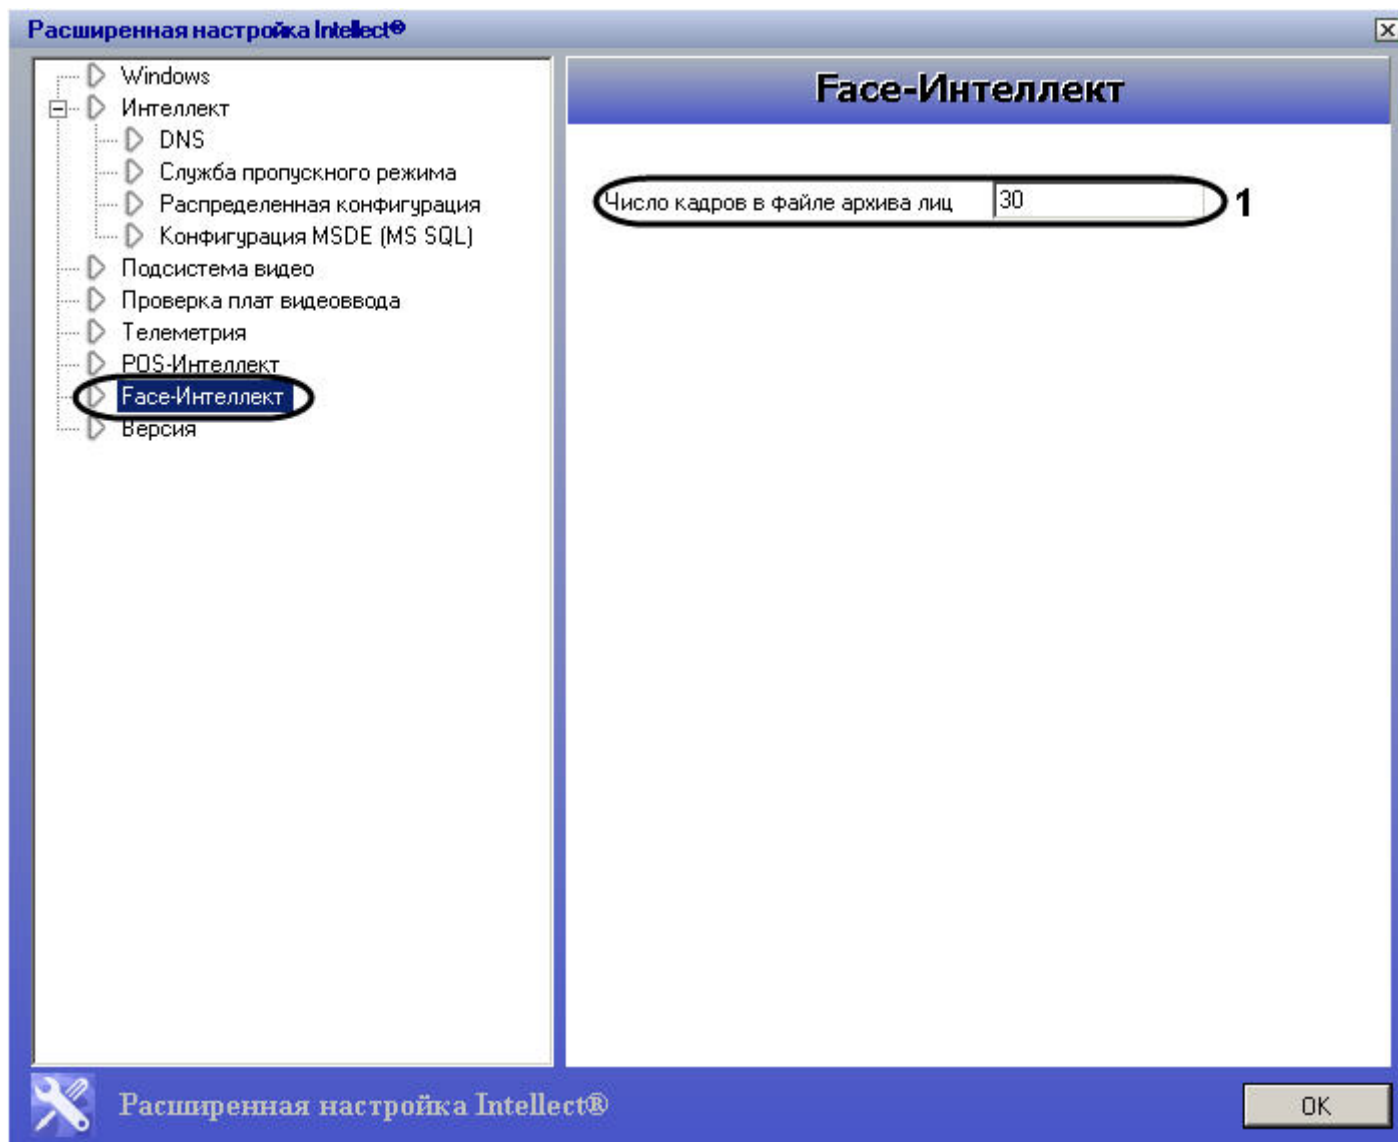 Расширенная настройка Intellect®
Windows
Интеллект
DNS
Служба пропускного режима
Распределенная конфигурация
Конфигурация MSDE (MS SQL)
Подсистема видео
Проверка плат видеоввода
Телеметрия
POS-Интеллект
Face-Интеллект
Версия
Face-Интеллект
Число кадров в файле архива лиц 30 1
Расширенная настройка Intellect®
OK